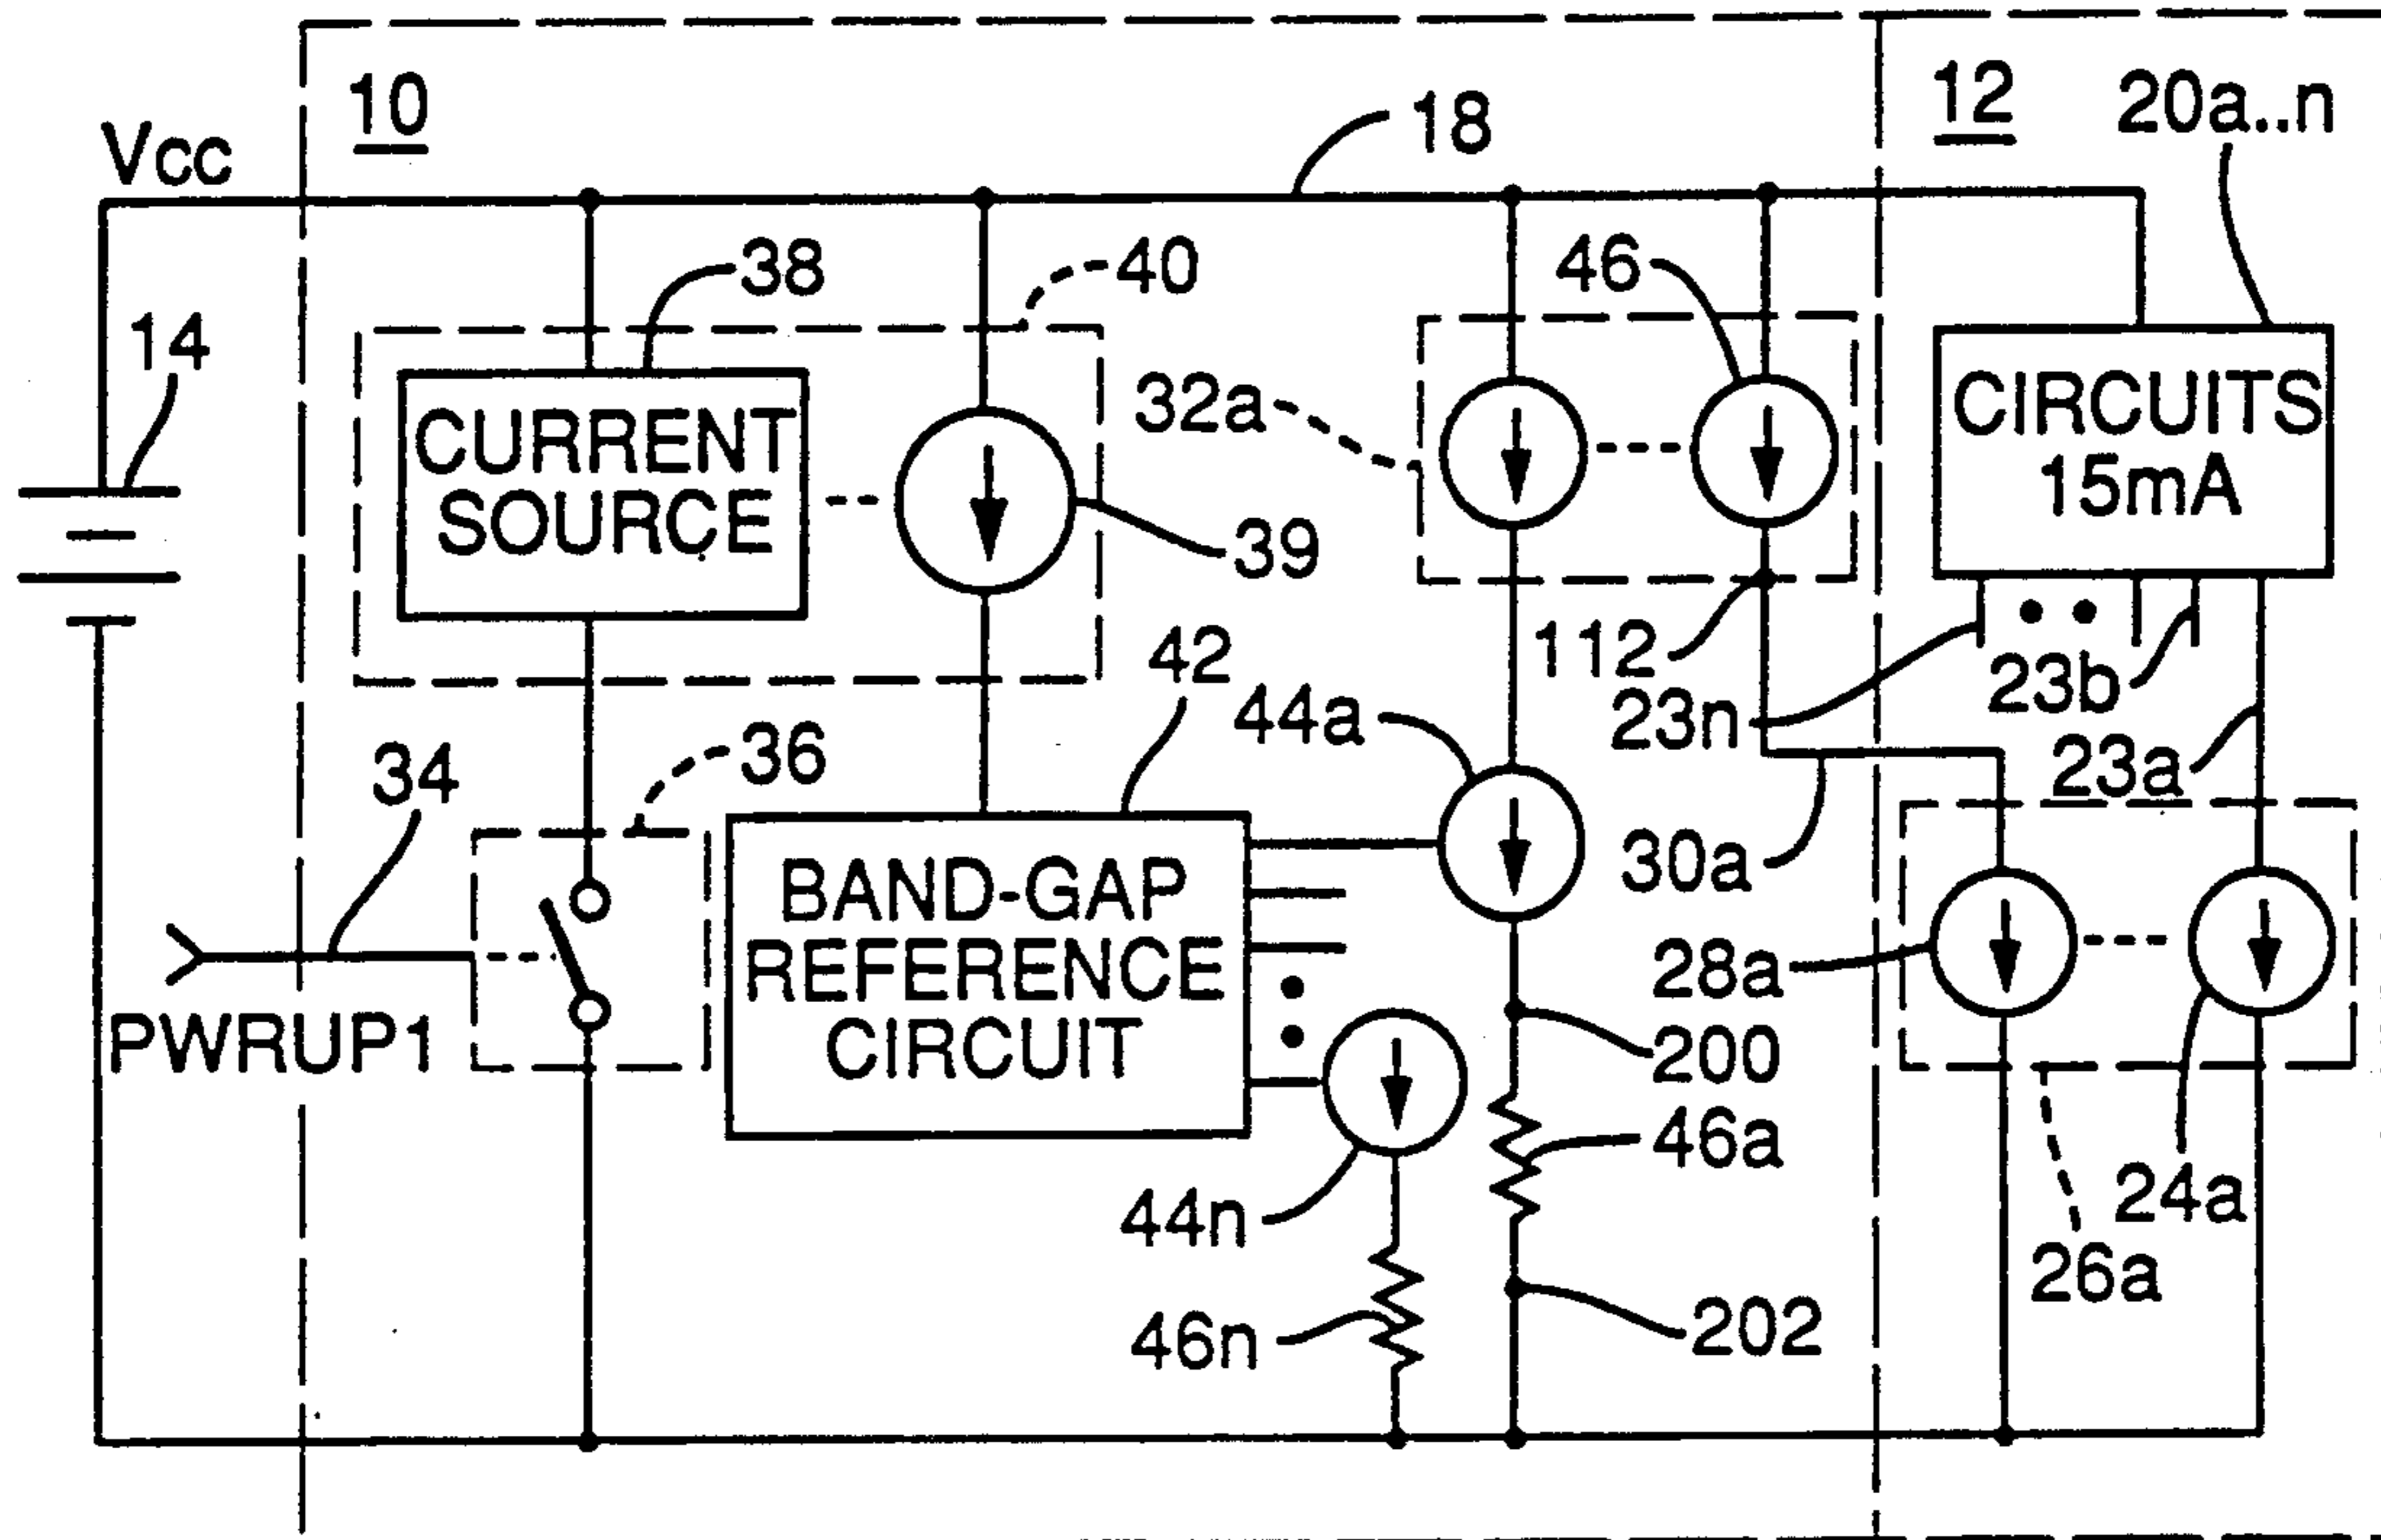 10
12
20a..n
18
Vcc
38
40
46
14
32a
CURRENT
SOURCE
CIRCUITS
15mA
39
112
42
23b
44a
23n
36
23a
34
30a
BAND-GAP
REFERENCE
CIRCUIT
28a
PWRUP1
200
46a
44n
24a
26a
46n
202